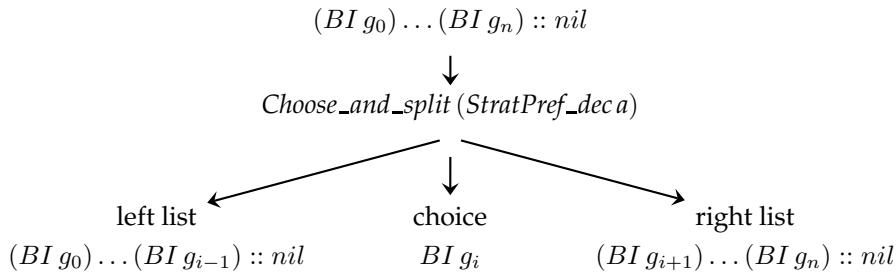 (BI g₀) … (BI gₙ) :: nil
Choose_and_split (StratPref_dec a)
left list choice right list
(BI g₀) … (BI gᵢ₋₁) :: nil BI gᵢ (BI gᵢ₊₁) … (BI gₙ) :: nil